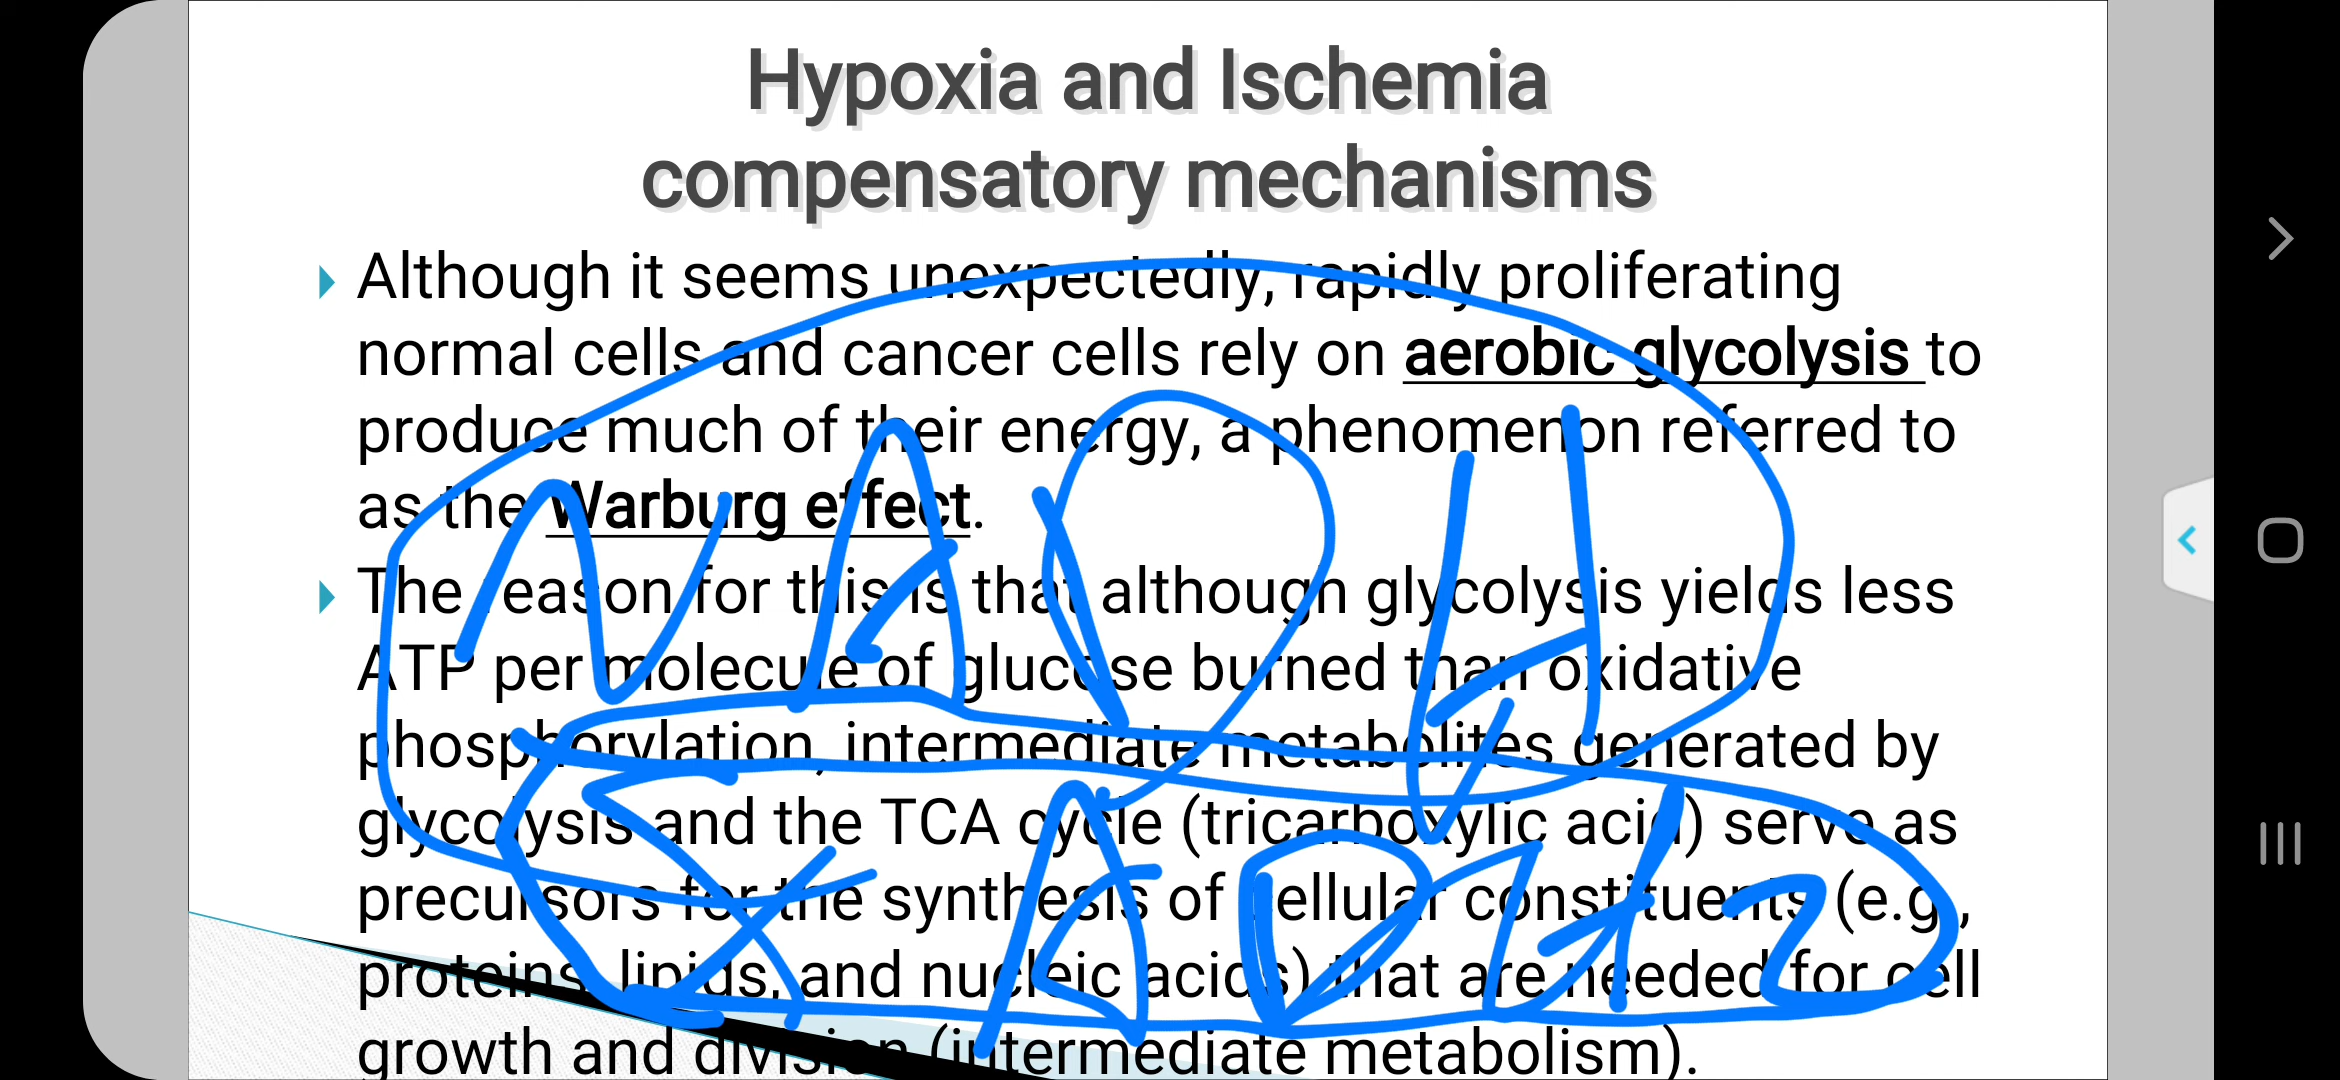 Hypoxia and Ischemia
compensatory mechanisms
Although it seems unexpectedly, rapidly proliferating
normal cells and cancer cells rely on aerobic glycolysis to
produce much of their energy, a phenomenon referred to
as the Warburg effect.
The reason for this is that although glycolysis yields less
ATP per molecule of glucose burned than oxidative
phosphorylation, intermediate metabolites generated by
glycolysis and the TCA cycle (tricarboxylic acid) serve as
precursors for the synthesis of cellular constituents (e.g.,
proteins, lipids, and nucleic acids) that are needed for cell
growth and division (intermediate metabolism).
NADH
FADH2